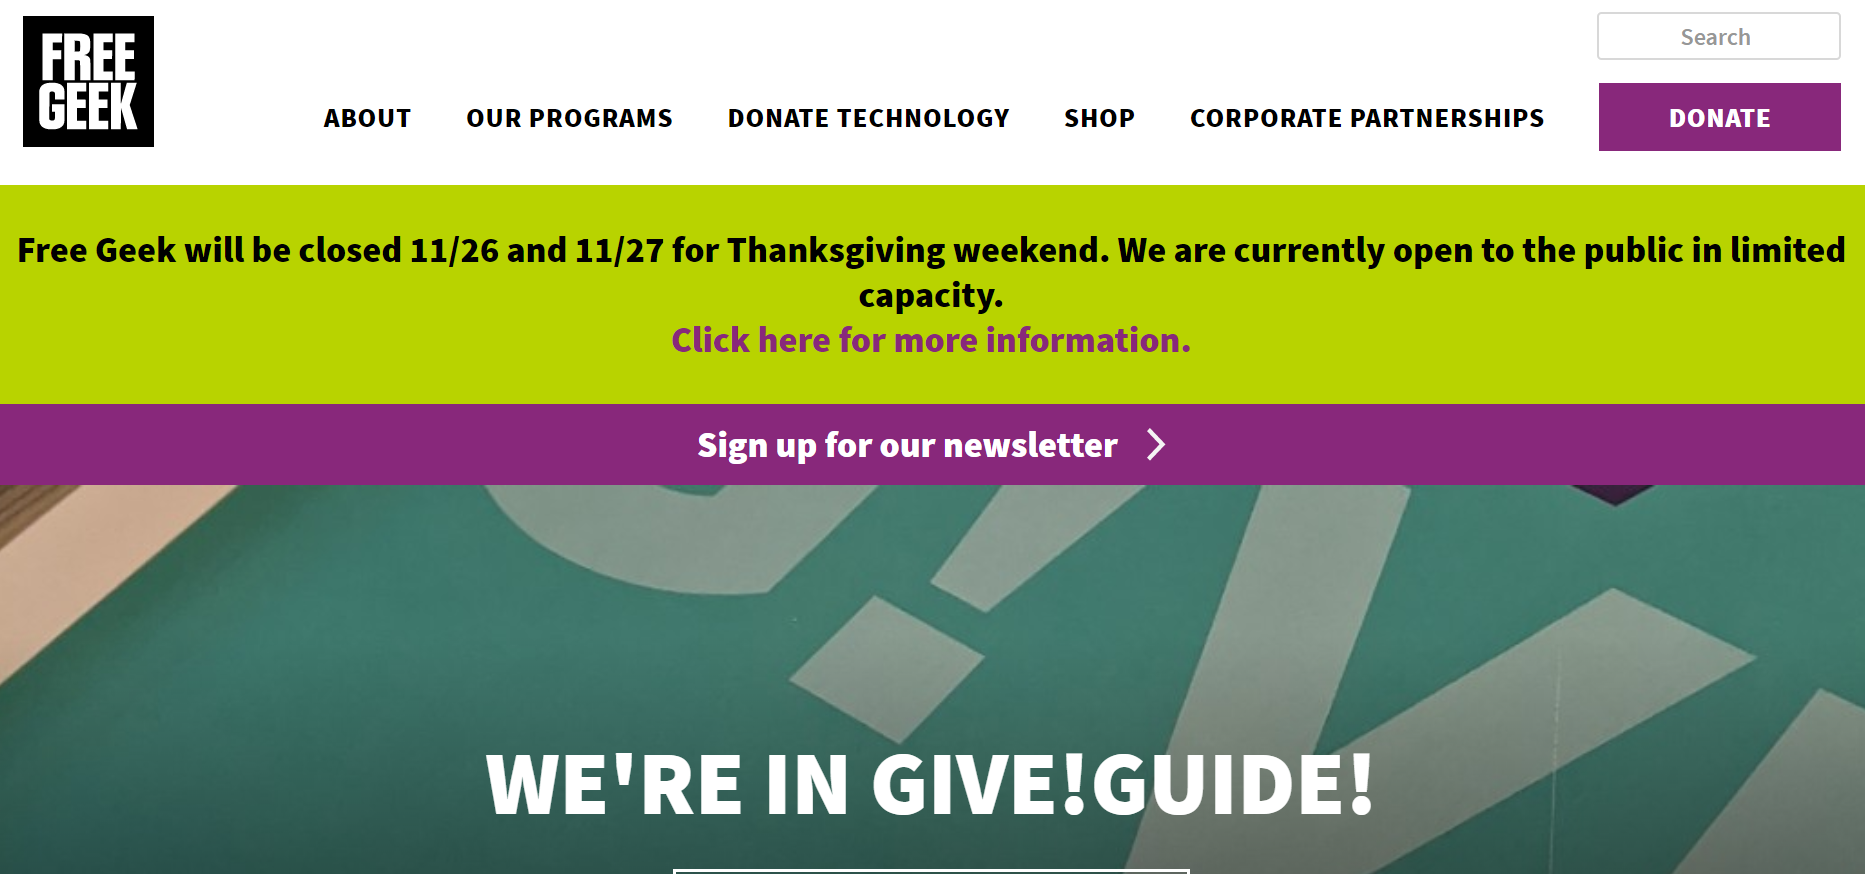 FREE
GEEK
Search
ABOUT OUR PROGRAMS DONATE TECHNOLOGY SHOP CORPORATE PARTNERSHIPS DONATE
Free Geek will be closed 11/26 and 11/27 for Thanksgiving weekend. We are currently open to the public in limited
capacity.
Click here for more information.
Sign up for our newsletter
WE'RE IN GIVE!GUIDE!